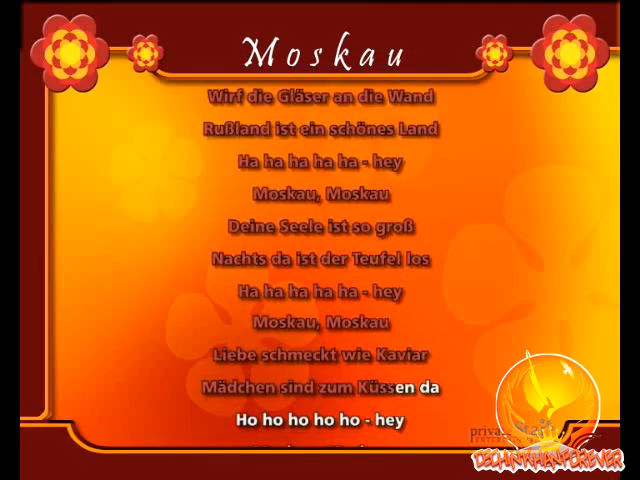 Moskau
Wirf die Gläser an die Wand
Rußland ist ein schönes Land
Ha ha ha ha ha - hey
Moskau, Moskau
Deine Seele ist so groß
Nachts da ist der Teufel los
Ha ha ha ha ha - hey
Moskau, Moskau
Liebe schmeckt wie Kaviar
Mädchen sind zum Küssen da
Ho ho ho ho ho - hey